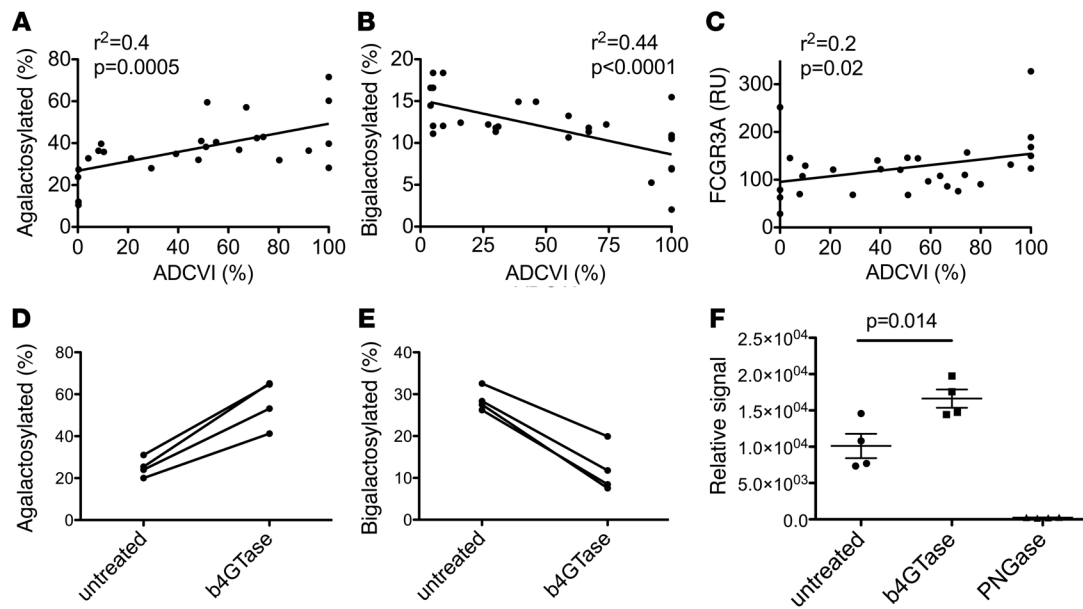 A
r²=0.4
p=0.0005
Agalactosylated (%)
80
60
40
20
0
0
20
40
60
80
100
ADCVI (%)
B
r²=0.44
p<0.0001
Bigalactosylated (%)
20
15
10
5
0
0
25
50
75
100
ADCVI (%)
C
r²=0.2
p=0.02
FCGR3A (RU)
300
200
100
0
0
20
40
60
80
100
ADCVI (%)
D
Agalactosylated (%)
80
60
40
20
0
untreated
b4GTase
E
Bigalactosylated (%)
40
30
20
10
0
untreated
b4GTase
F
p=0.014
Relative signal
2.5×10⁰⁴
2.0×10⁰⁴
1.5×10⁰⁴
1.0×10⁰⁴
5.0×10⁰³
0.0
untreated
b4GTase
PNGase